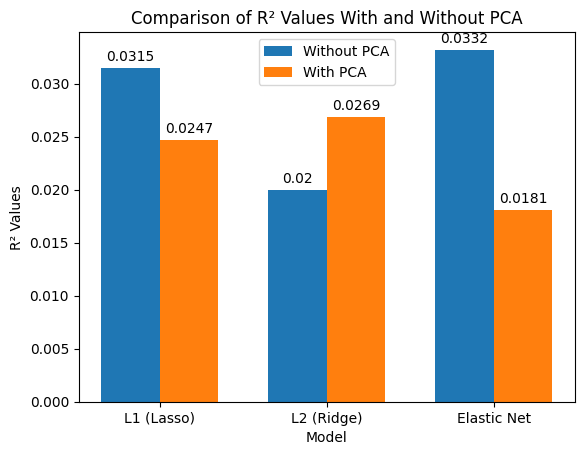 Comparison of R² Values With and Without PCA
R² Values
0.030
0.025
0.020
0.015
0.010
0.005
0.000
0.0315
0.0247
0.02
0.0269
0.0332
0.0181
Without PCA
With PCA
L1 (Lasso)
L2 (Ridge)
Elastic Net
Model